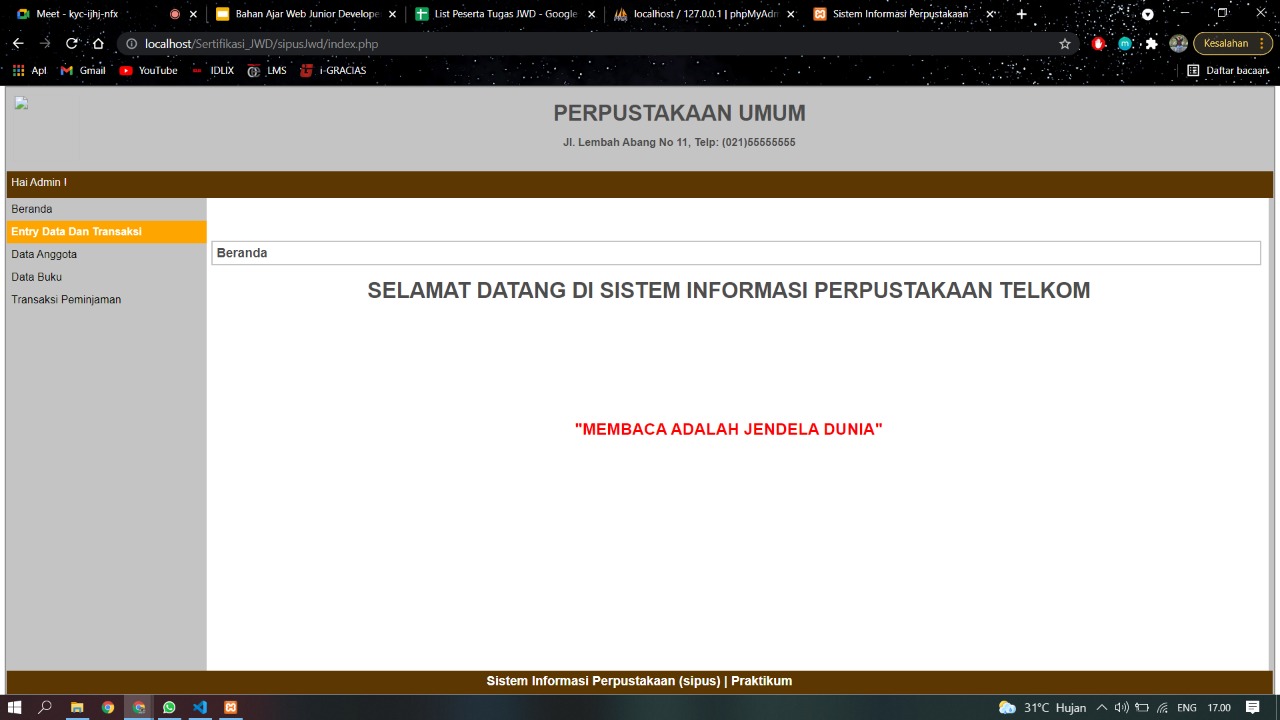 Meet - kyc-ijhj-nfc
Bahan Ajar Web Junior Develope
List Peserta Tugas JWD - Google
localhost / 127.0.0.1 | phpMyAdm
Sistem Informasi Perpustakaan
localhost/Sertifikasi_JWD/sipusJwd/index.php
Kesalahan
Apl
Gmail
YouTube
IDLIX
LMS
i-GRACIAS
Daftar bacaan
PERPUSTAKAAN UMUM
Jl. Lembah Abang No 11, Telp: (021)55555555
Hai Admin !
Beranda
Entry Data Dan Transaksi
Data Anggota
Data Buku
Transaksi Peminjaman
Beranda
SELAMAT DATANG DI SISTEM INFORMASI PERPUSTAKAAN TELKOM
"MEMBACA ADALAH JENDELA DUNIA"
Sistem Informasi Perpustakaan (sipus) | Praktikum
31°C Hujan
ENG
17.00